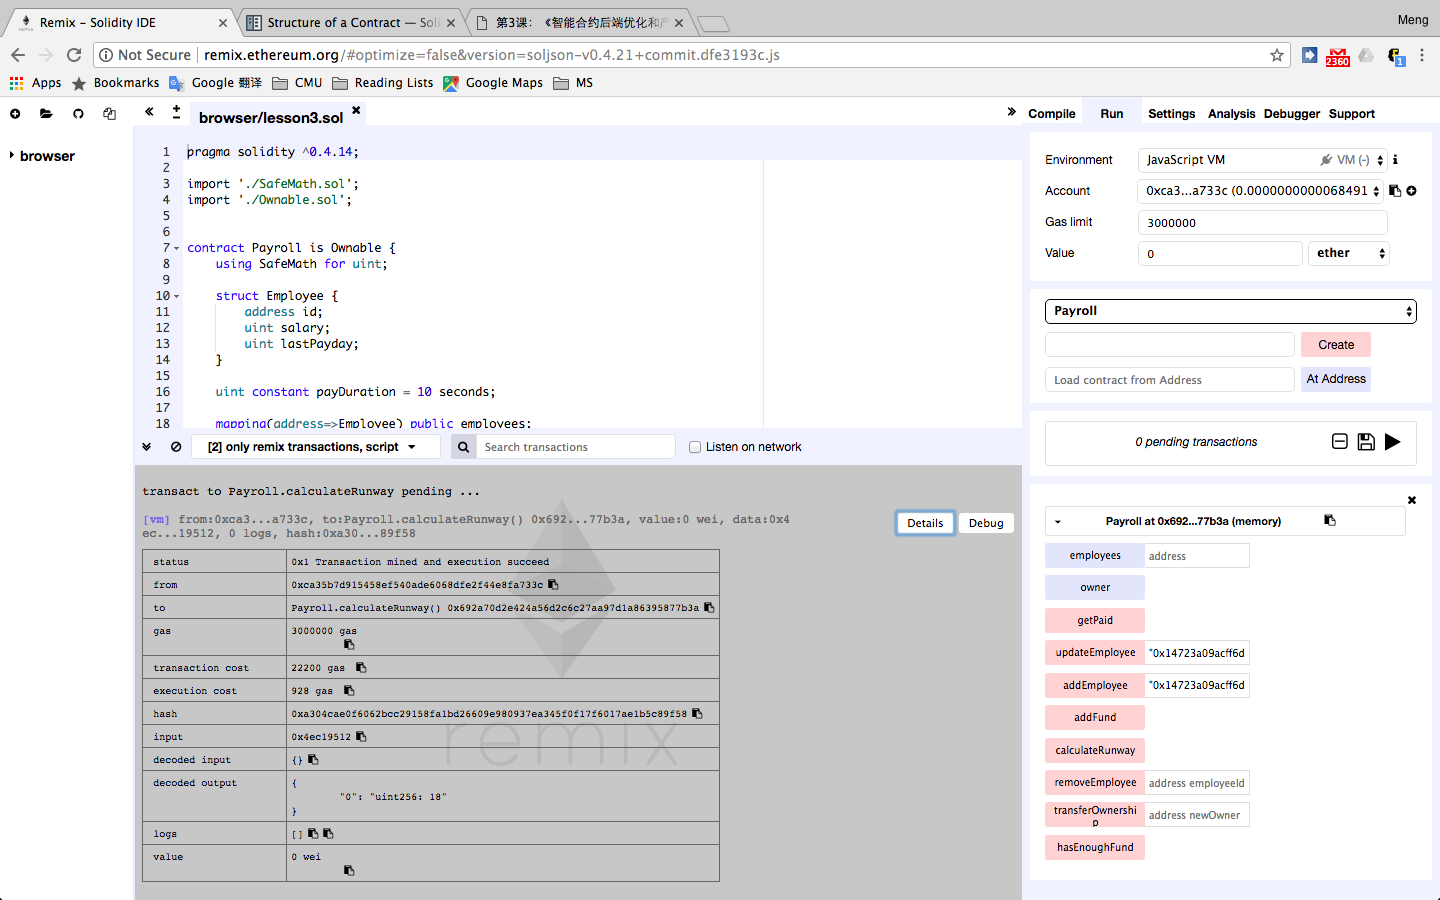 Remix - Solidity IDE
Structure of a Contract — Soli
第3课：《智能合约后端优化和产
Meng
Not Secure
remix.ethereum.org/#optimize=false&version=soljson-v0.4.21+commit.dfe3193c.js
2360
1
Apps
Bookmarks
Google 翻译
CMU
Reading Lists
Google Maps
MS
browser
browser/lesson3.sol
1 pragma solidity ^0.4.14;
2
3 import './SafeMath.sol';
4 import './Ownable.sol';
5
6
7 contract Payroll is Ownable {
8 using SafeMath for uint;
9
10 struct Employee {
11 address id;
12 uint salary;
13 uint lastPayday;
14 }
15
16 uint constant payDuration = 10 seconds;
17
18 mapping(address=>Employee) public employees;
[2] only remix transactions, script
Search transactions
Listen on network
transact to Payroll.calculateRunway pending ...
[vm] from:0xca3...a733c, to:Payroll.calculateRunway() 0x692...77b3a, value:0 wei, data:0x4
ec...19512, 0 logs, hash:0xa30...89f58
Details
Debug
status 0x1 Transaction mined and execution succeed
from 0xca35b7d915458ef540ade6068dfe2f44e8fa733c
to Payroll.calculateRunway() 0x692a70d2e424a56d2c6c27aa97d1a86395877b3a
gas 3000000 gas
transaction cost 22200 gas
execution cost 928 gas
hash 0xa304cae0f6062bcc29158fa1bd26609e980937ea345f0f17f6017ae1b5c89f58
input 0x4ec19512
decoded input {}
decoded output {
"0": "uint256: 18"
}
logs []
value 0 wei
remix
Compile
Run
Settings
Analysis
Debugger
Support
Environment
JavaScript VM
VM (-)
Account
0xca3...a733c (0.0000000000068491
Gas limit
3000000
Value
0
ether
Payroll
Create
Load contract from Address
At Address
0 pending transactions
Payroll at 0x692...77b3a (memory)
employees
address
owner
getPaid
updateEmployee
"0x14723a09acff6d
addEmployee
"0x14723a09acff6d
addFund
calculateRunway
removeEmployee
address employeeId
transferOwnershi
p
address newOwner
hasEnoughFund